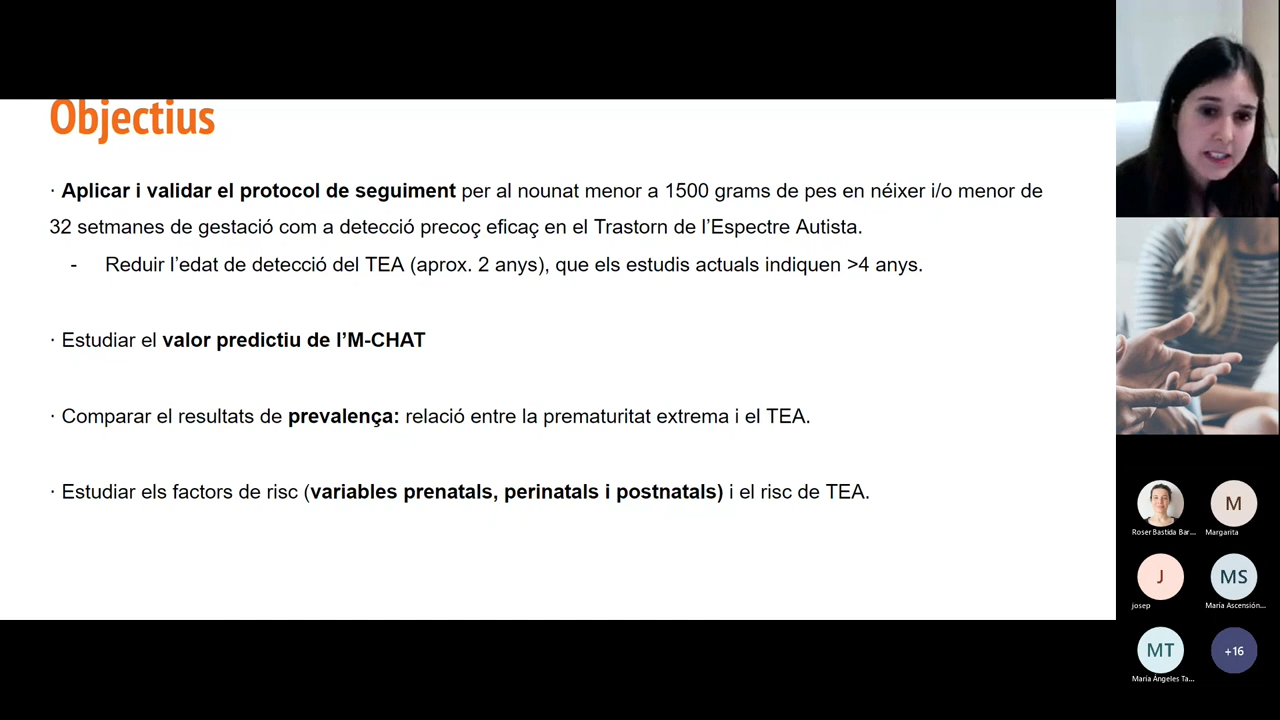 Objectius
· Aplicar i validar el protocol de seguiment per al nounat menor a 1500 grams de pes en néixer i/o menor de
32 setmanes de gestació com a detecció precoç eficaç en el Trastorn de l’Espectre Autista.
- Reduir l’edat de detecció del TEA (aprox. 2 anys), que els estudis actuals indiquen >4 anys.
· Estudiar el valor predictiu de l’M-CHAT
· Comparar el resultats de prevalença: relació entre la prematuritat extrema i el TEA.
· Estudiar els factors de risc (variables prenatals, perinatals i postnatals) i el risc de TEA.
M
Roser Bastida Bar... Margarita
J MS
josep María Ascensión...
MT +16
María Ángeles Ta...